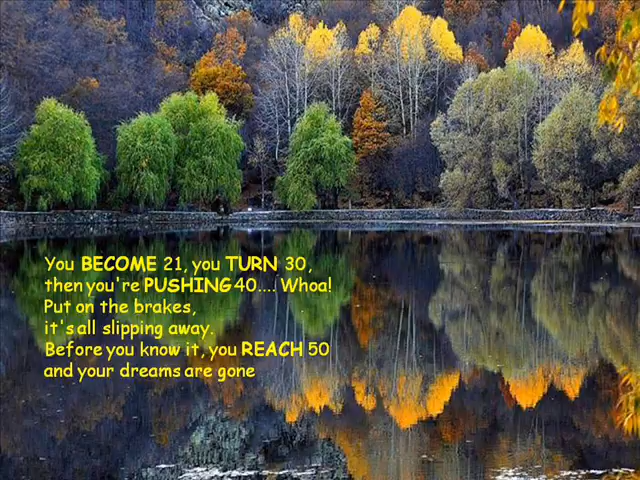 You BECOME 21, you TURN 30,
then you're PUSHING 40.... Whoa!
Put on the brakes,
it's all slipping away.
Before you know it, you REACH 50
and your dreams are gone